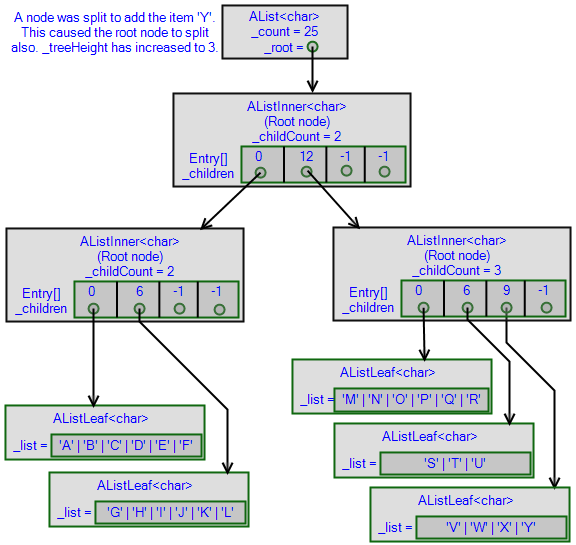 A node was split to add the item 'Y'.
This caused the root node to split
also. _treeHeight has increased to 3.
AList<char>
_count = 25
_root =
AListInner<char>
(Root node)
_childCount = 2
Entry[]
_children
0 12 -1 -1
AListInner<char>
(Root node)
_childCount = 2
Entry[]
_children
0 6 -1 -1
AListInner<char>
(Root node)
_childCount = 3
Entry[]
_children
0 6 9 -1
AListLeaf<char>
_list = 'M' | 'N' | 'O' | 'P' | 'Q' | 'R'
AListLeaf<char>
_list = 'A' | 'B' | 'C' | 'D' | 'E' | 'F'
AListLeaf<char>
_list = 'S' | 'T' | 'U'
AListLeaf<char>
_list = 'G' | 'H' | 'I' | 'J' | 'K' | 'L'
AListLeaf<char>
_list = 'V' | 'W' | 'X' | 'Y'